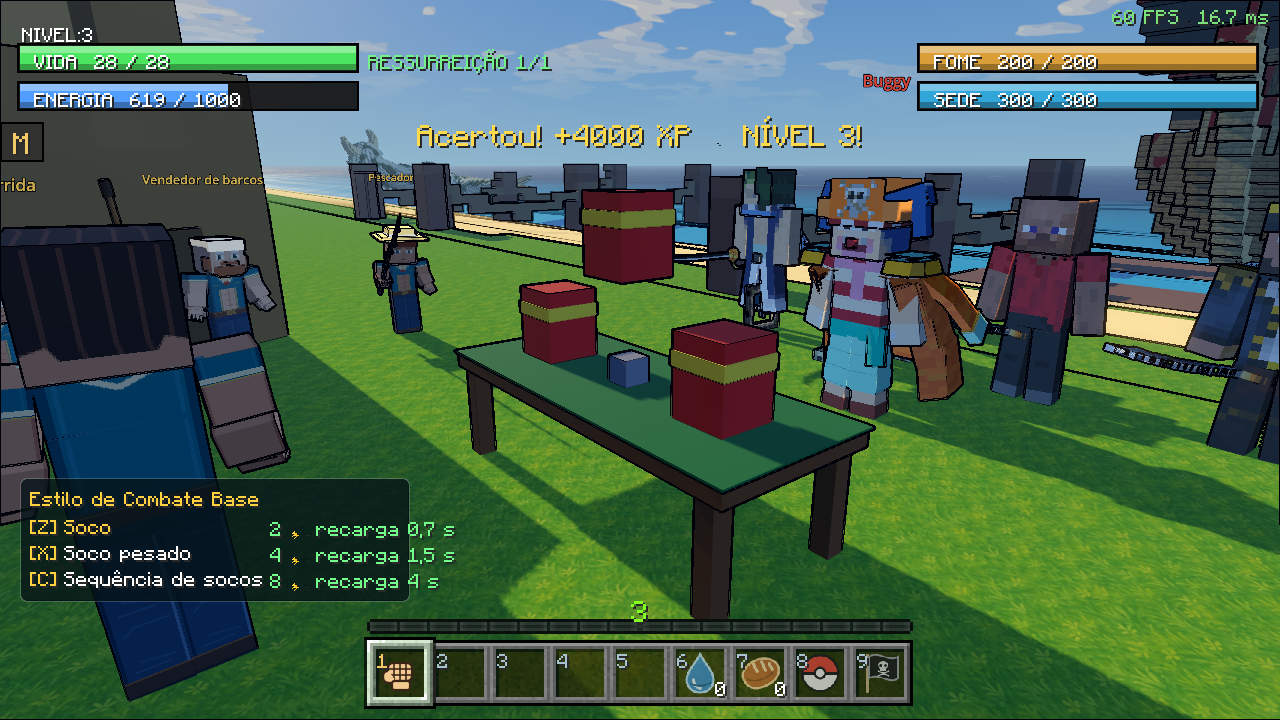 60 FPS 16.7 ms
NIVEL:3
VIDA 28 / 28
RESSURREIÇÃO 1/1
FOME 200 / 200
Buggy
ENERGIA 619 / 1000
SEDE 300 / 300
Acertou! +4000 XP NÍVEL 3!
M
rrida
Vendedor de barcos
Pescador
Estilo de Combate Base
[Z] Soco 2 recarga 0,7 s
[X] Soco pesado 4 recarga 1,5 s
[C] Sequência de socos 8 recarga 4 s
3
1 2 3 4 5 6 7 8 9
0 0